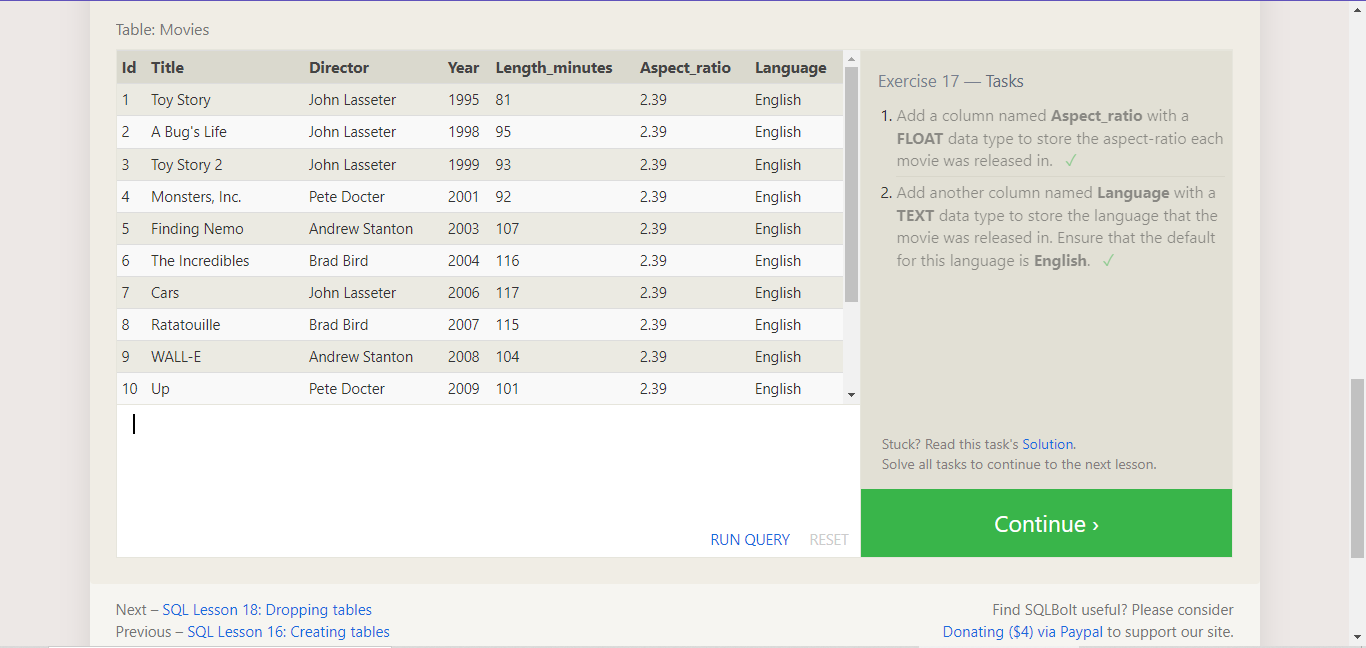 Table: Movies
Id Title Director Year Length_minutes Aspect_ratio Language
1 Toy Story John Lasseter 1995 81 2.39 English
2 A Bug's Life John Lasseter 1998 95 2.39 English
3 Toy Story 2 John Lasseter 1999 93 2.39 English
4 Monsters, Inc. Pete Docter 2001 92 2.39 English
5 Finding Nemo Andrew Stanton 2003 107 2.39 English
6 The Incredibles Brad Bird 2004 116 2.39 English
7 Cars John Lasseter 2006 117 2.39 English
8 Ratatouille Brad Bird 2007 115 2.39 English
9 WALL-E Andrew Stanton 2008 104 2.39 English
10 Up Pete Docter 2009 101 2.39 English
RUN QUERY RESET
Exercise 17 — Tasks
1. Add a column named Aspect_ratio with a
FLOAT data type to store the aspect-ratio each
movie was released in. ✓
2. Add another column named Language with a
TEXT data type to store the language that the
movie was released in. Ensure that the default
for this language is English. ✓
Stuck? Read this task's Solution.
Solve all tasks to continue to the next lesson.
Continue ›
Next – SQL Lesson 18: Dropping tables
Previous – SQL Lesson 16: Creating tables
Find SQLBolt useful? Please consider
Donating ($4) via Paypal to support our site.